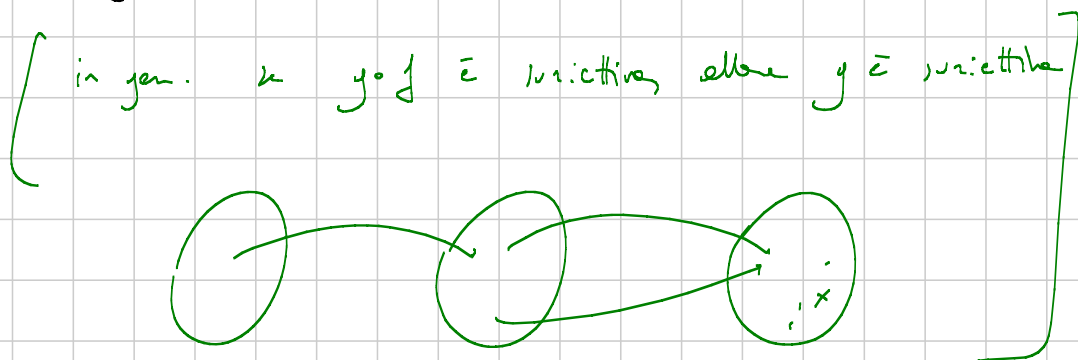 in gen. se g∘f è suriettiva, allora g è suriettiva
x